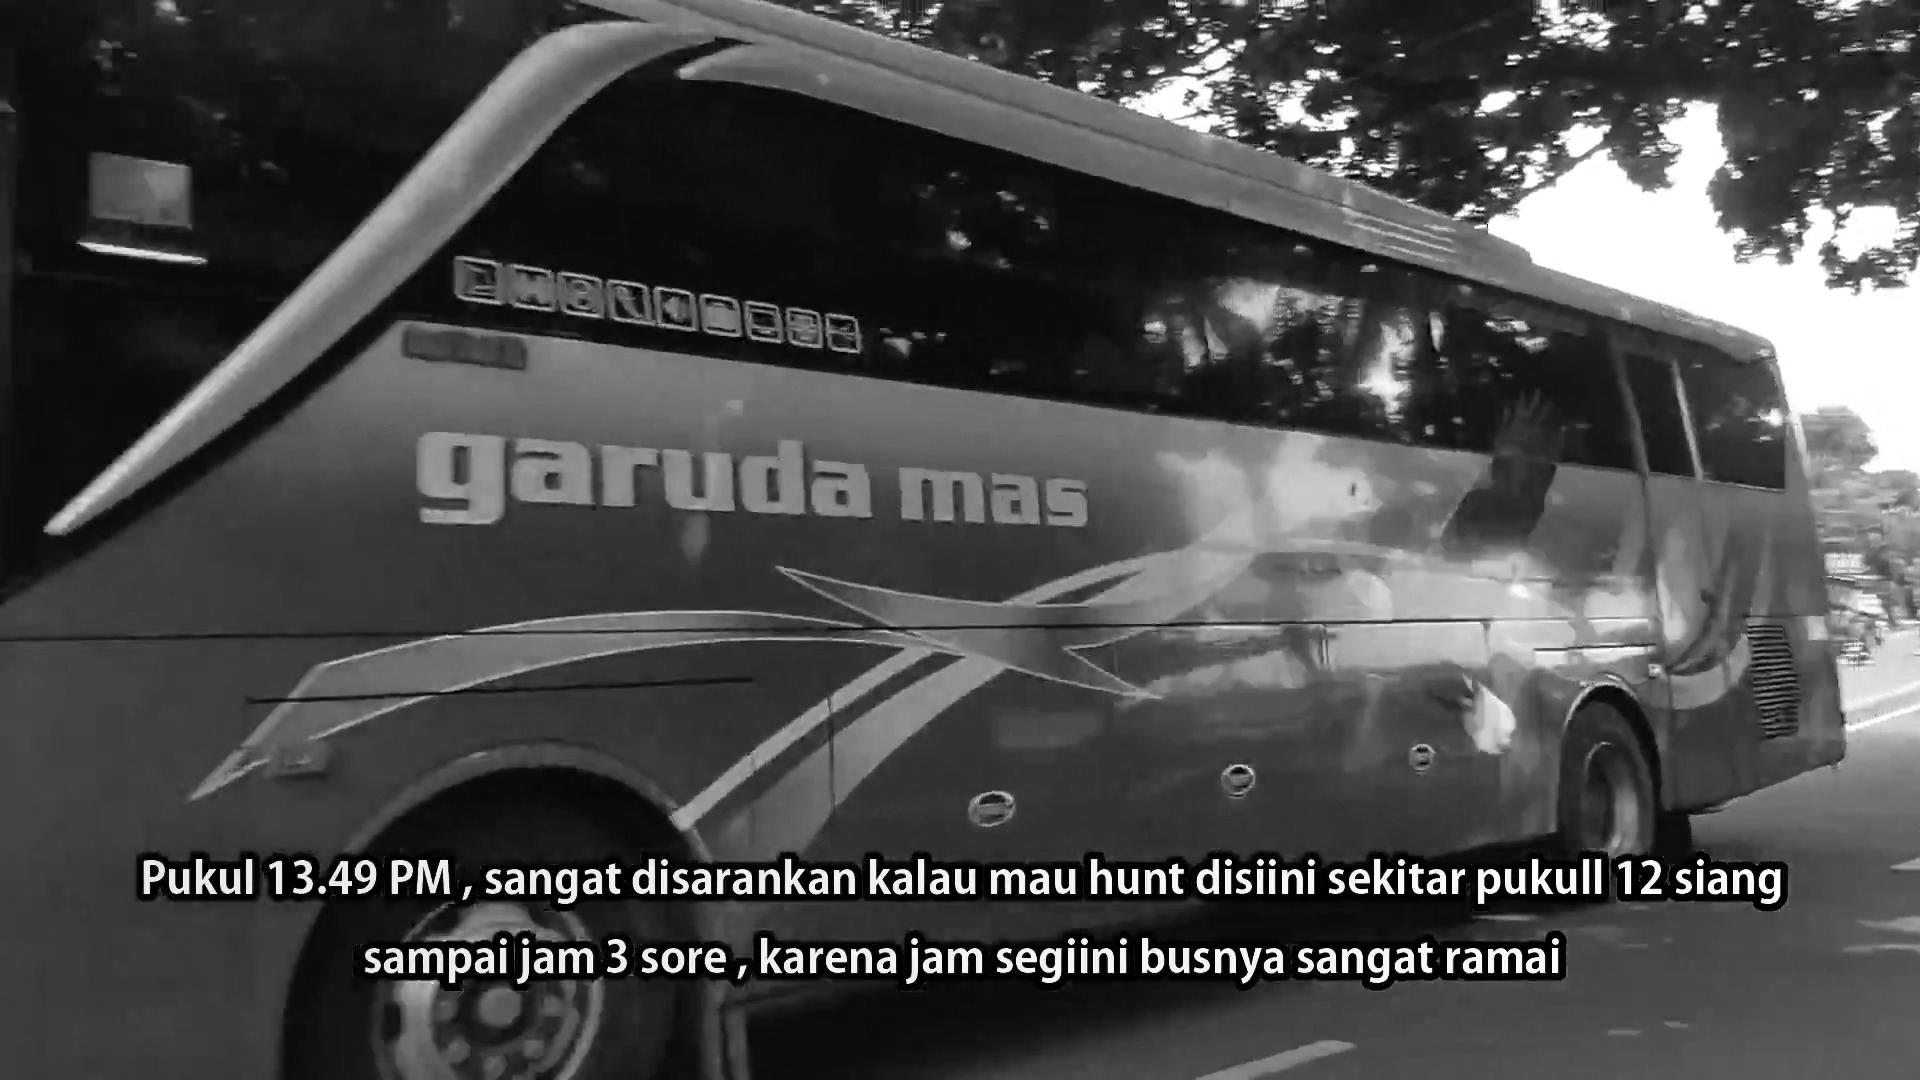 garuda mas
Pukul 13.49 PM , sangat disarankan kalau mau hunt disiini sekitar pukull 12 siang
sampai jam 3 sore , karena jam segiini busnya sangat ramai